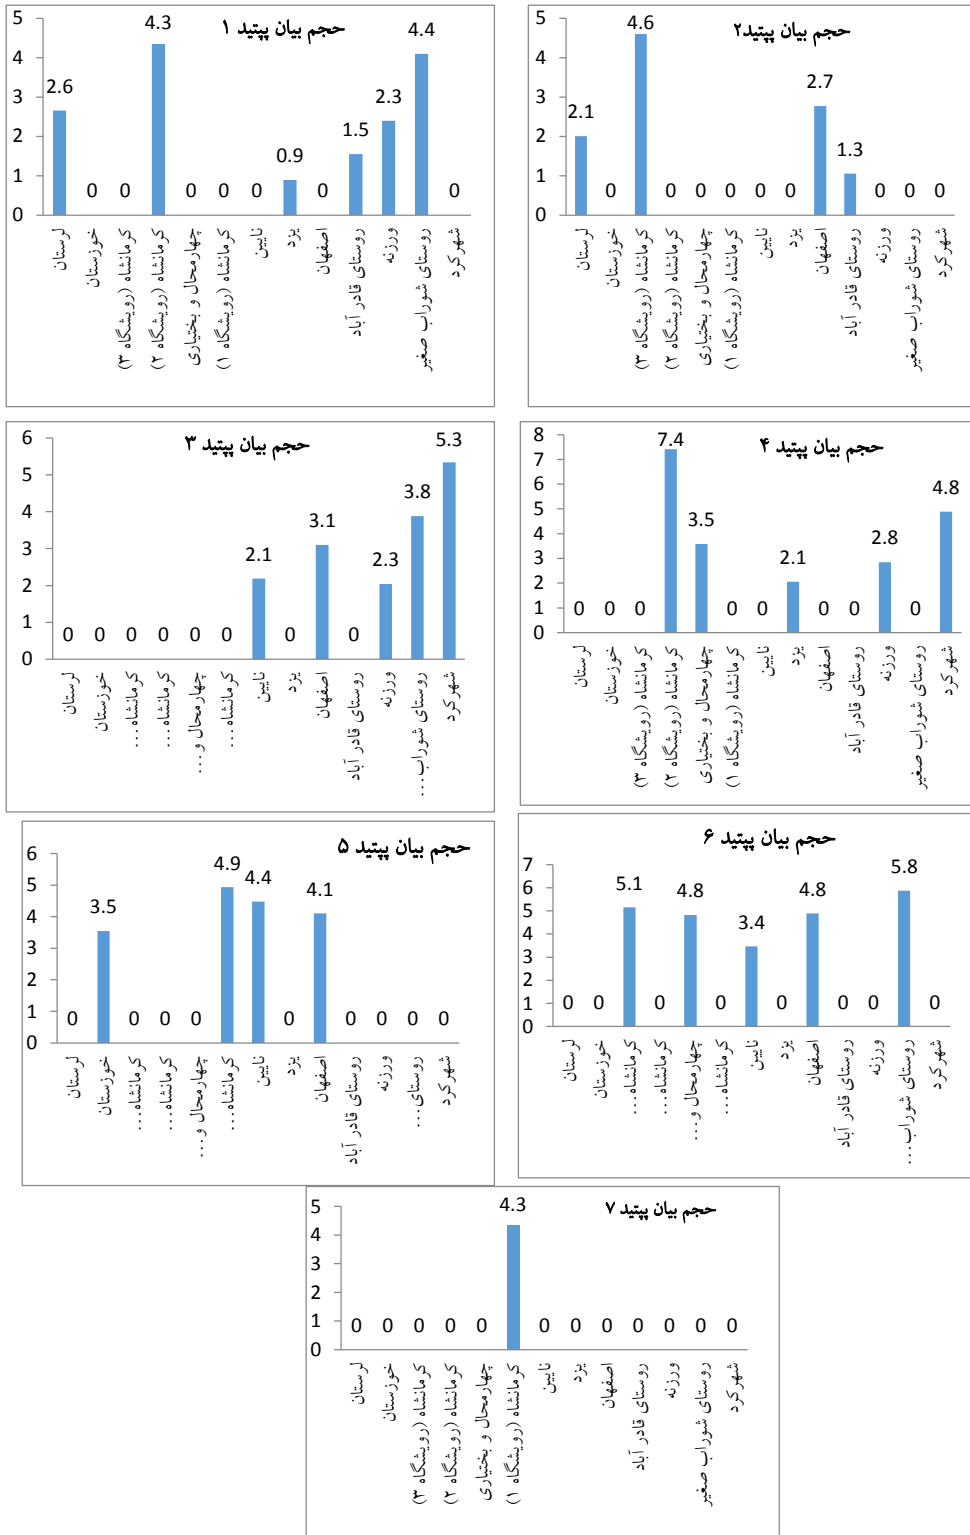 حجم بیان پپتید ۱
5
4
3
2
1
0
2.6 0 0 4.3 0 0 0 0.9 0 1.5 2.3 4.4 0
لرستان
خوزستان
کرمانشاه (رویشگاه ۳)
کرمانشاه (رویشگاه ۲)
چهارمحال و بختیاری
کرمانشاه (رویشگاه ۱)
نایین
یزد
اصفهان
روستای قادر آباد
ورزنه
روستای شوراب صغیر
شهرکرد
حجم بیان پپتید۲
5
4
3
2
1
0
2.1 0 4.6 0 0 0 0 0 2.7 1.3 0 0 0
لرستان
خوزستان
کرمانشاه (رویشگاه ۳)
کرمانشاه (رویشگاه ۲)
چهارمحال و بختیاری
کرمانشاه (رویشگاه ۱)
نایین
یزد
اصفهان
روستای قادر آباد
ورزنه
روستای شوراب صغیر
شهرکرد
حجم بیان پپتید ۳
6
5
4
3
2
1
0
0 0 0 0 0 0 2.1 0 3.1 0 2.3 3.8 5.3
لرستان
خوزستان
کرمانشاه...
کرمانشاه...
چهارمحال و...
کرمانشاه...
نایین
یزد
اصفهان
روستای قادر آباد
ورزنه
روستای شوراب...
شهرکرد
حجم بیان پپتید ۴
8
7
6
5
4
3
2
1
0
0 0 0 7.4 3.5 0 0 2.1 0 0 2.8 0 4.8
لرستان
خوزستان
کرمانشاه (رویشگاه ۳)
کرمانشاه (رویشگاه ۲)
چهارمحال و بختیاری
کرمانشاه (رویشگاه ۱)
نایین
یزد
اصفهان
روستای قادر آباد
ورزنه
روستای شوراب صغیر
شهرکرد
حجم بیان پپتید ۵
6
5
4
3
2
1
0
0 3.5 0 0 0 4.9 4.4 0 4.1 0 0 0 0
لرستان
خوزستان
کرمانشاه...
کرمانشاه...
چهارمحال و...
کرمانشاه...
نایین
یزد
اصفهان
روستای قادر آباد
ورزنه
روستای...
شهرکرد
حجم بیان پپتید ۶
7
6
5
4
3
2
1
0
0 0 5.1 0 4.8 0 3.4 0 4.8 0 0 5.8 0
لرستان
خوزستان
کرمانشاه...
کرمانشاه...
چهارمحال و...
کرمانشاه...
نایین
یزد
اصفهان
روستای قادر آباد
ورزنه
روستای شوراب...
شهرکرد
حجم بیان پپتید ۷
5
4
3
2
1
0
0 0 0 0 0 4.3 0 0 0 0 0 0 0
لرستان
خوزستان
کرمانشاه (رویشگاه ۳)
کرمانشاه (رویشگاه ۲)
چهارمحال و بختیاری
کرمانشاه (رویشگاه ۱)
نایین
یزد
اصفهان
روستای قادر آباد
ورزنه
روستای شوراب صغیر
شهرکرد